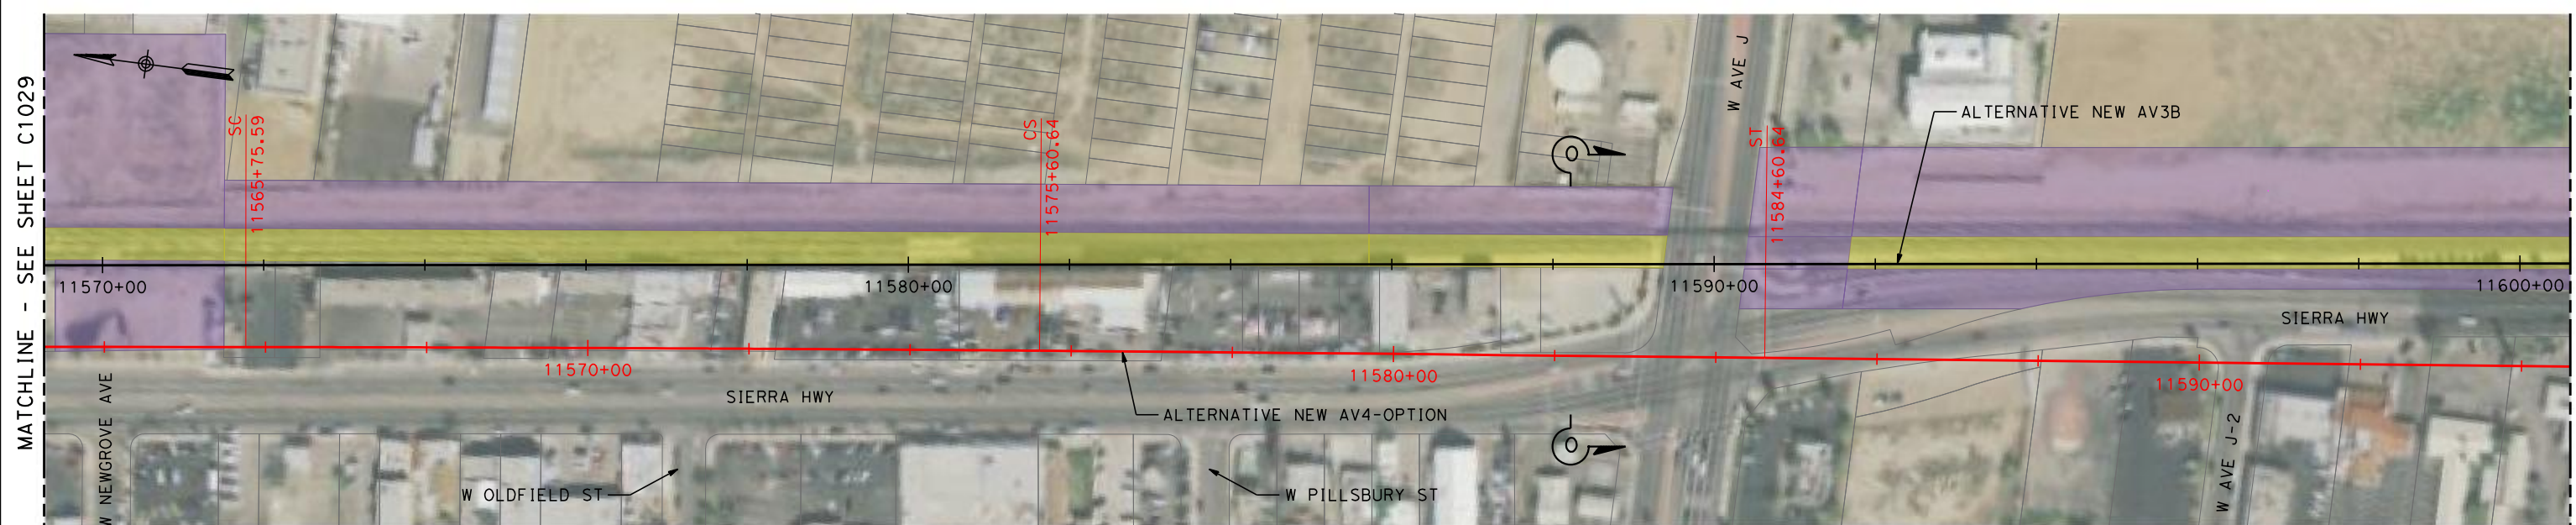 MATCHLINE - SEE SHEET C1029
SC
11565+75.59
CS
11575+60.64
W AVE J
ST
11584+60.64
ALTERNATIVE NEW AV3B
O
11570+00
11580+00
11590+00
11600+00
SIERRA HWY
11570+00
11580+00
11590+00
SIERRA HWY
ALTERNATIVE NEW AV4-OPTION
O
W NEWGROVE AVE
W OLDFIELD ST
W PILLSBURY ST
W AVE J-2